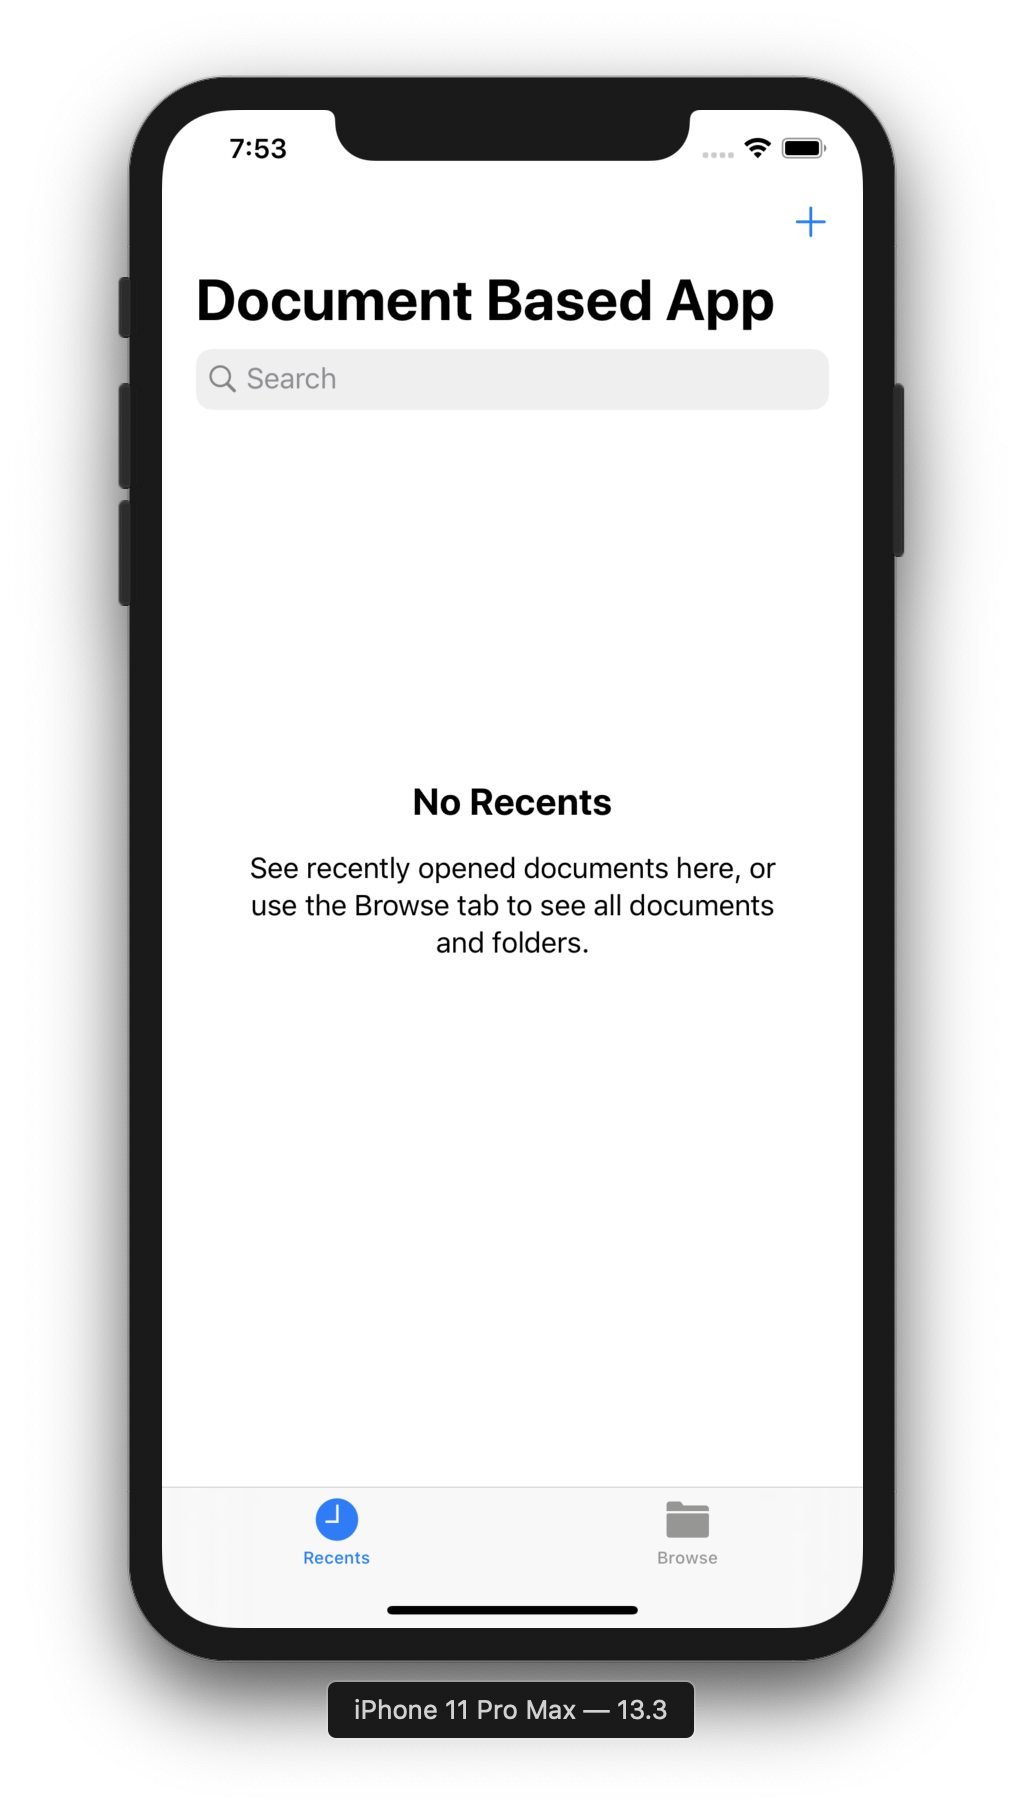 7:53
Document Based App
Search
No Recents
See recently opened documents here, or
use the Browse tab to see all documents
and folders.
Recents
Browse
iPhone 11 Pro Max — 13.3